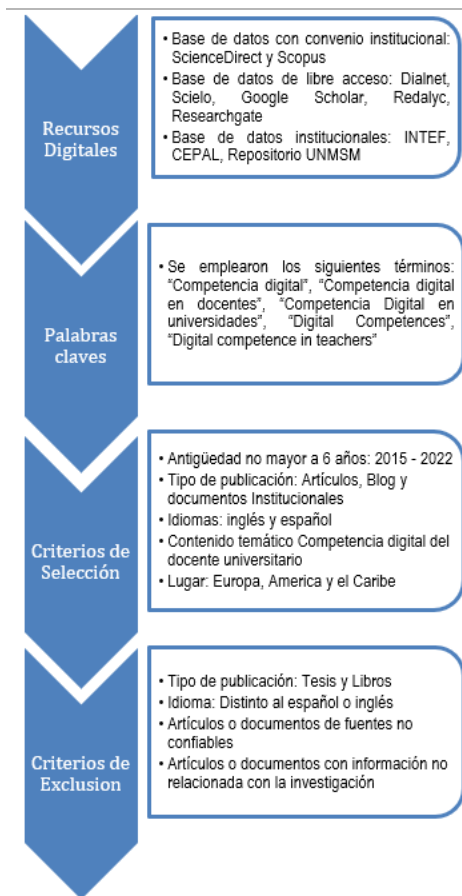 Recursos
Digitales
• Base de datos con convenio institucional:
ScienceDirect y Scopus
• Base de datos de libre acceso: Dialnet,
Scielo, Google Scholar, Redalyc,
Researchgate
• Base de datos institucionales: INTEF,
CEPAL, Repositorio UNMSM
Palabras
claves
• Se emplearon los siguientes términos:
“Competencia digital”, “Competencia digital
en docentes”, “Competencia Digital en
universidades”, “Digital Competences”,
“Digital competence in teachers”
Criterios de
Selección
• Antigüedad no mayor a 6 años: 2015 - 2022
• Tipo de publicación: Artículos, Blog y
documentos Institucionales
• Idiomas: inglés y español
• Contenido temático Competencia digital del
docente universitario
• Lugar: Europa, America y el Caribe
Criterios de
Exclusion
• Tipo de publicación: Tesis y Libros
• Idioma: Distinto al español o inglés
• Artículos o documentos de fuentes no
confiables
• Artículos o documentos con información no
relacionada con la investigación